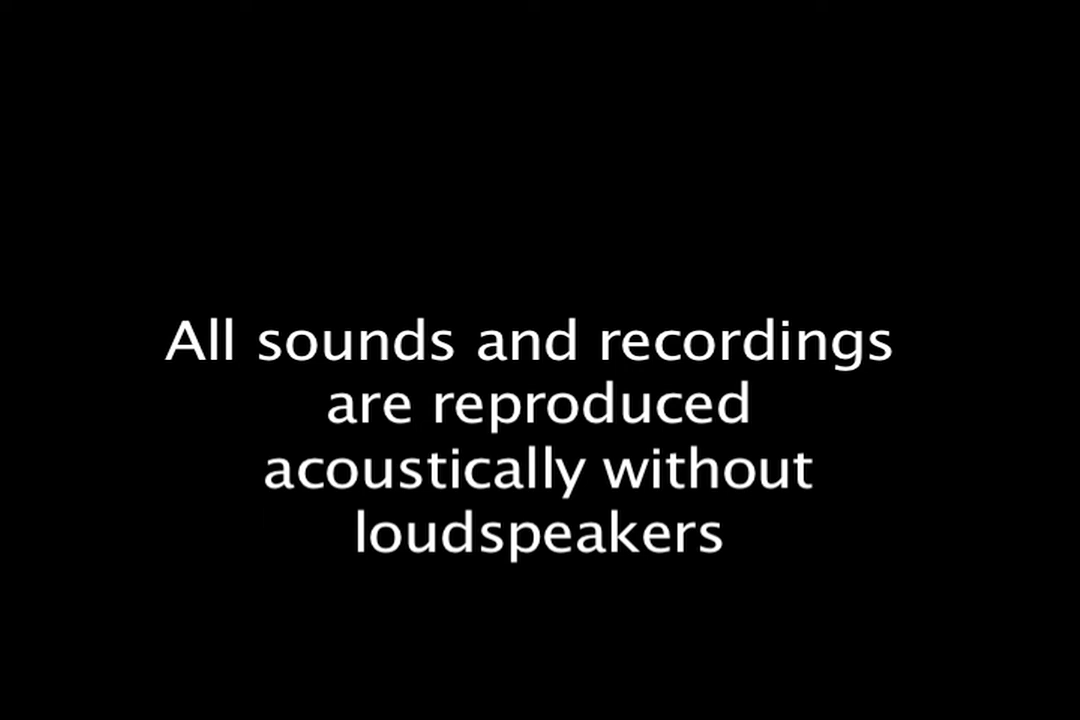 All sounds and recordings
are reproduced
acoustically without
loudspeakers